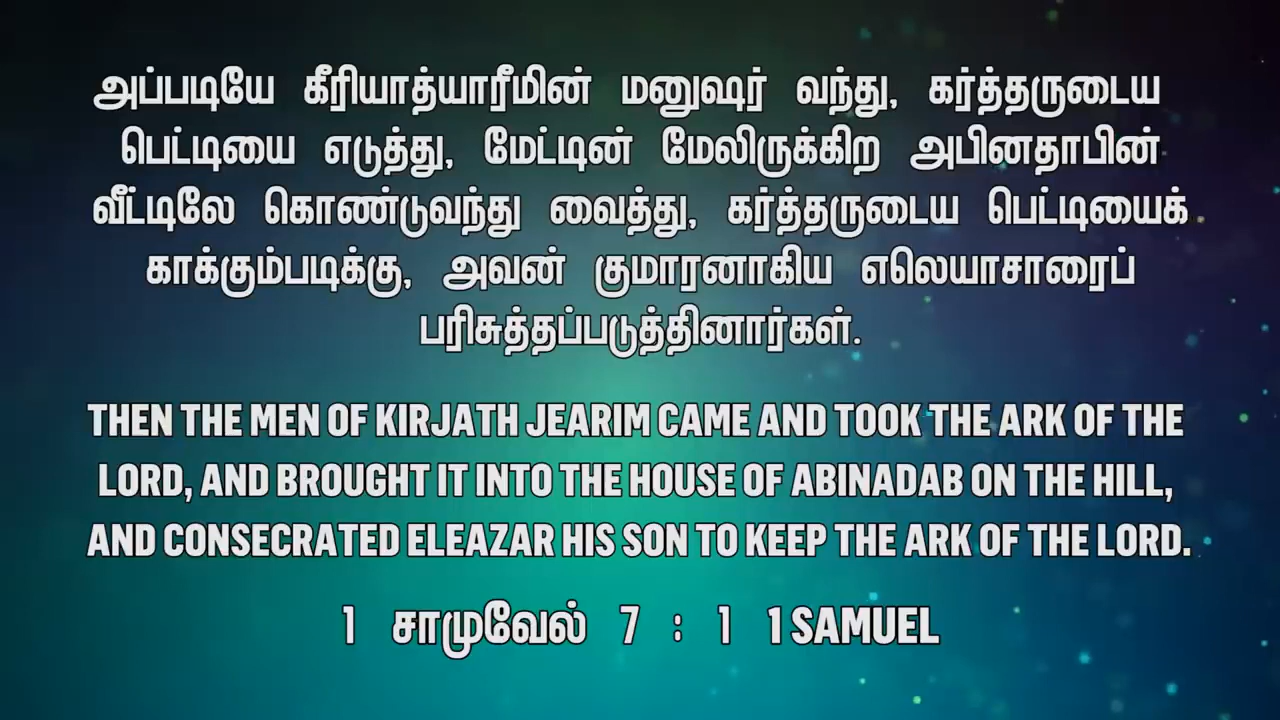 அப்படியே கீரியாத்யாரீமின் மனுஷர் வந்து, கர்த்தருடைய
பெட்டியை எடுத்து, மேட்டின் மேலிருக்கிற அபினதாபின்
வீட்டிலே கொண்டுவந்து வைத்து, கர்த்தருடைய பெட்டியைக்
காக்கும்படிக்கு, அவன் குமாரனாகிய எலெயாசாரைப்
பரிசுத்தப்படுத்தினார்கள்.
THEN THE MEN OF KIRJATH JEARIM CAME AND TOOK THE ARK OF THE
LORD, AND BROUGHT IT INTO THE HOUSE OF ABINADAB ON THE HILL,
AND CONSECRATED ELEAZAR HIS SON TO KEEP THE ARK OF THE LORD.
1 சாமுவேல் 7 : 1 1 SAMUEL